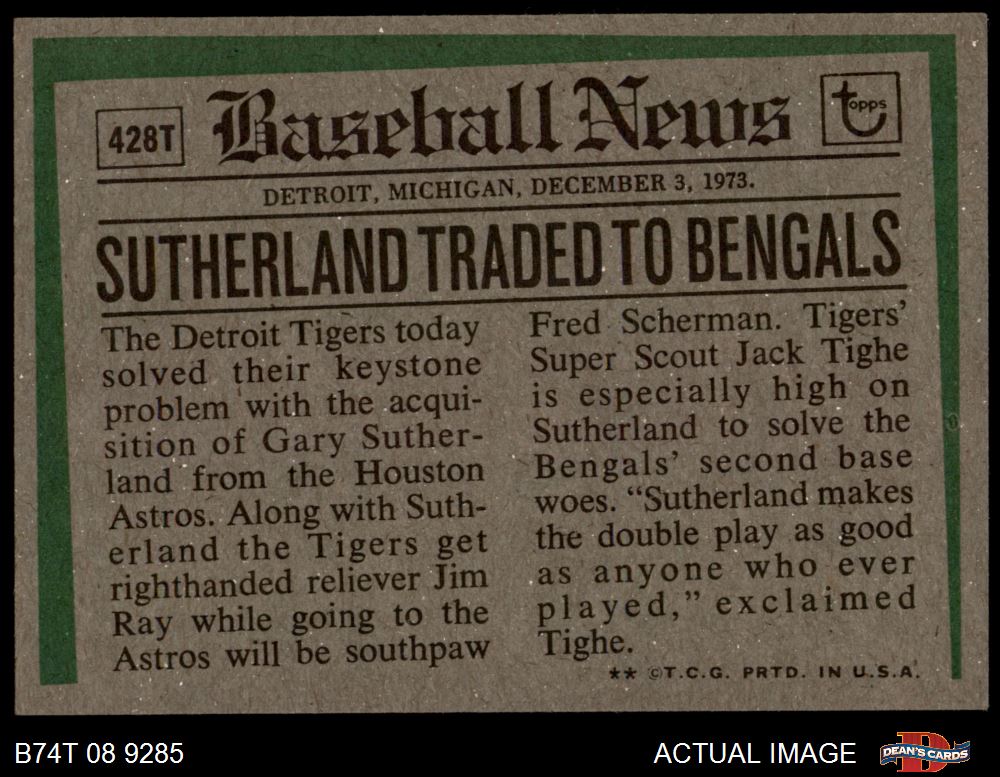 428T
Baseball News
topps
DETROIT, MICHIGAN, DECEMBER 3, 1973.
SUTHERLAND TRADED TO BENGALS
The Detroit Tigers today
solved their keystone
problem with the acqui-
sition of Gary Suther-
land from the Houston
Astros. Along with Suth-
erland the Tigers get
righthanded reliever Jim
Ray while going to the
Astros will be southpaw
Fred Scherman. Tigers’
Super Scout Jack Tighe
is especially high on
Sutherland to solve the
Bengals’ second base
woes. “Sutherland makes
the double play as good
as anyone who ever
played,” exclaimed
Tighe.
** ©T.C.G. PRTD. IN U.S.A.
B74T 08 9285
ACTUAL IMAGE
DEAN'S CARDS